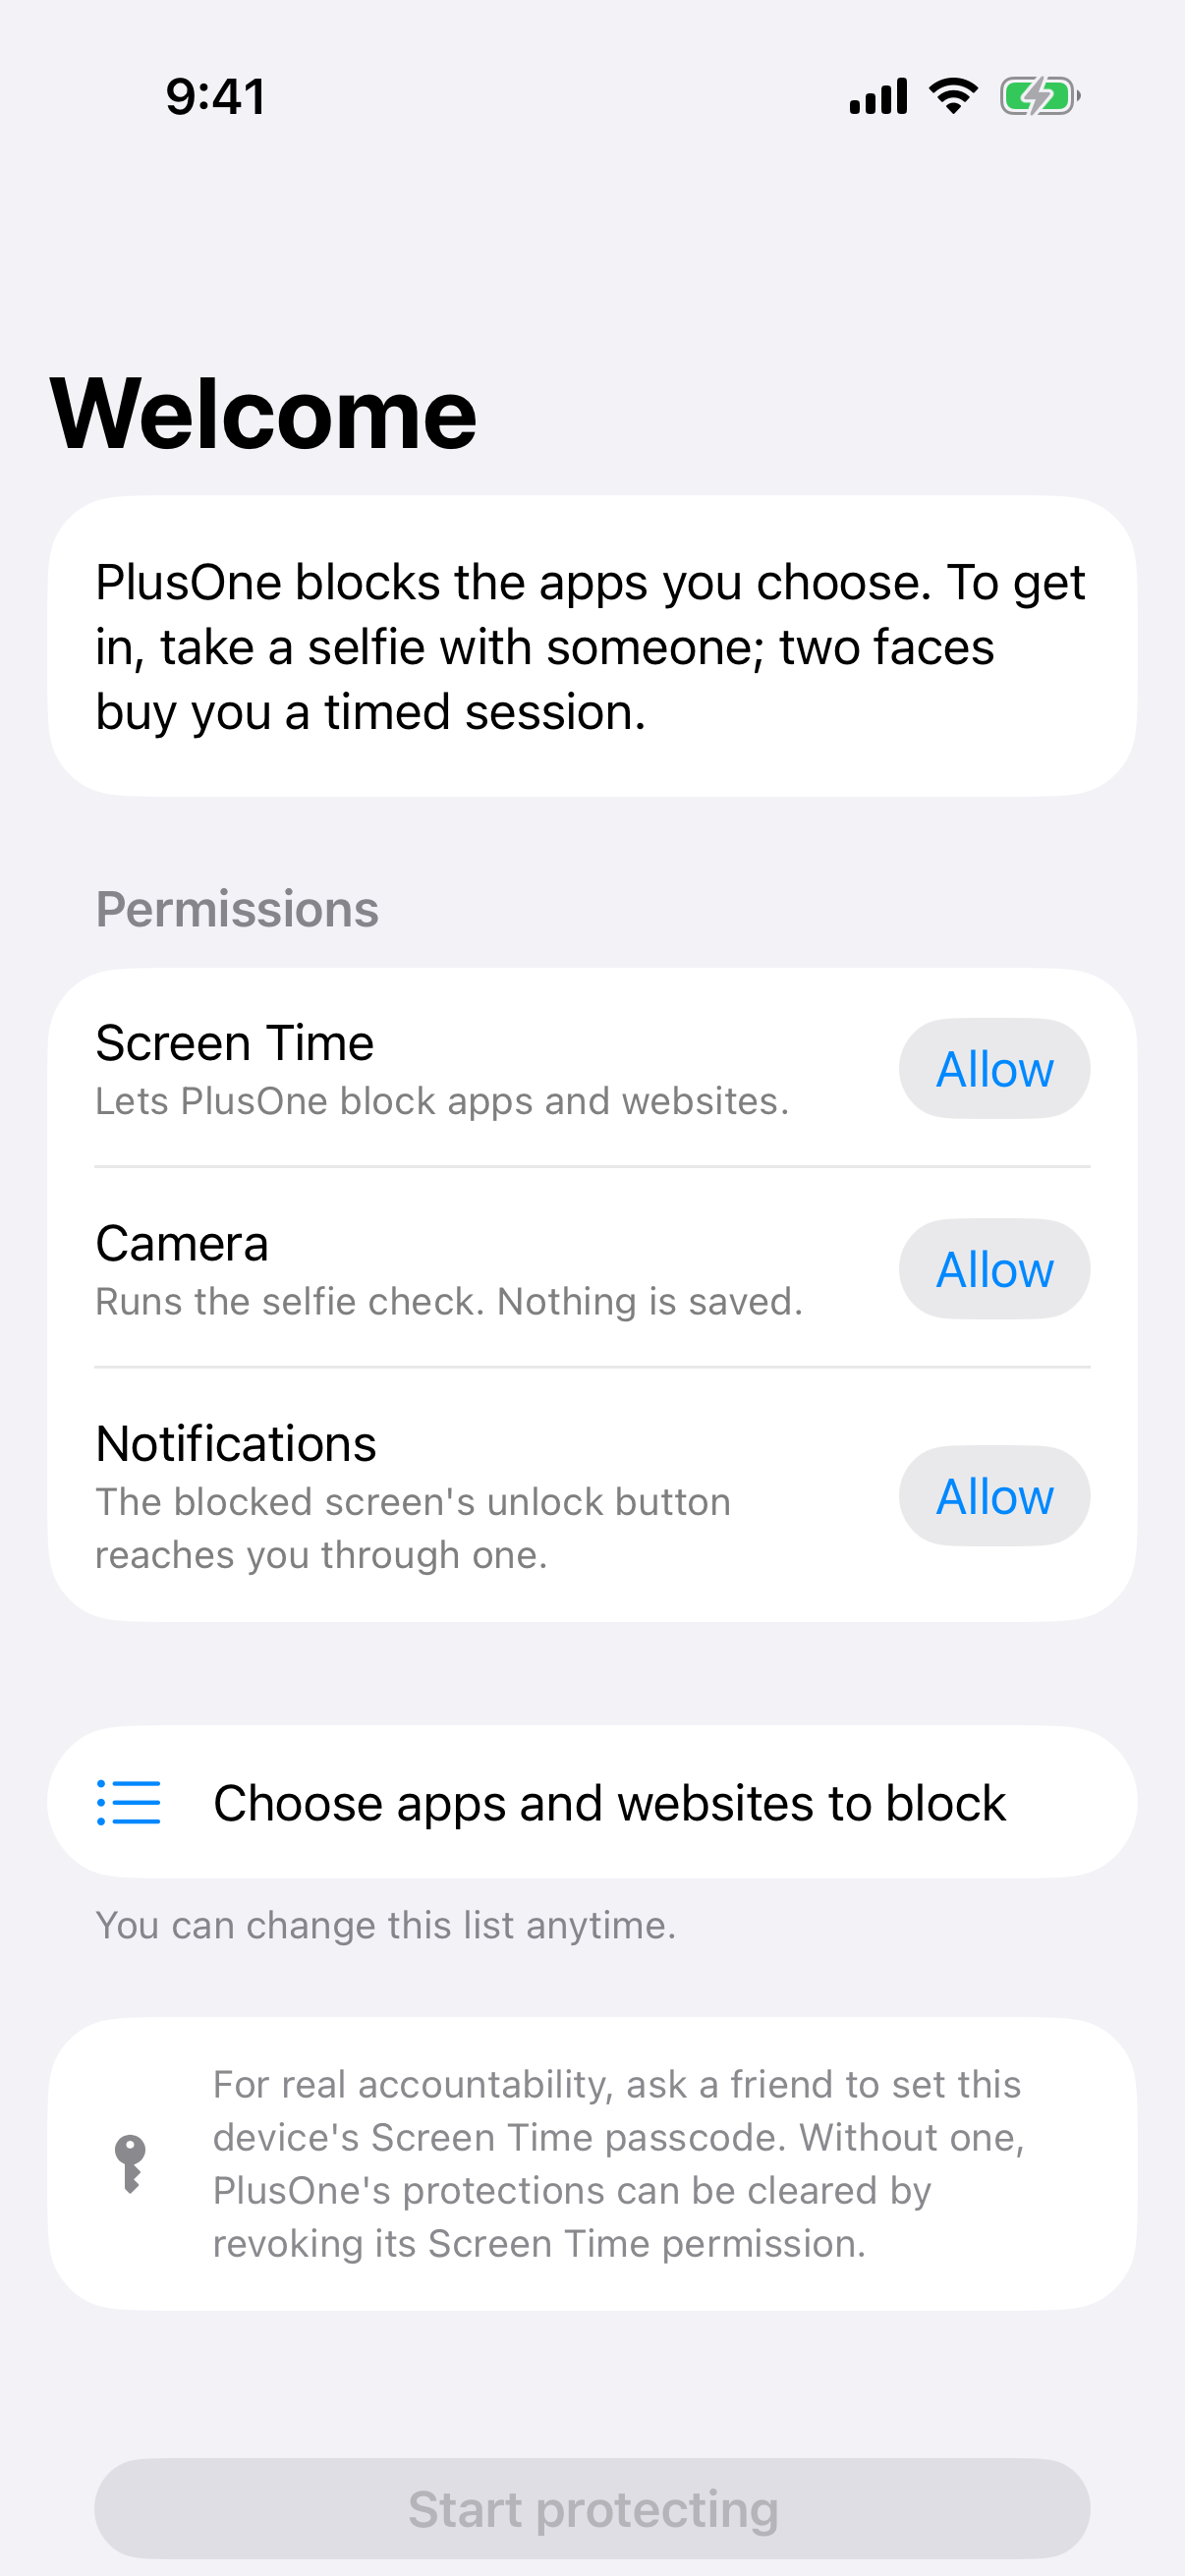 9:41
Welcome
PlusOne blocks the apps you choose. To get
in, take a selfie with someone; two faces
buy you a timed session.
Permissions
Screen Time
Lets PlusOne block apps and websites.
Allow
Camera
Runs the selfie check. Nothing is saved.
Allow
Notifications
The blocked screen's unlock button
reaches you through one.
Allow
Choose apps and websites to block
You can change this list anytime.
For real accountability, ask a friend to set this
device's Screen Time passcode. Without one,
PlusOne's protections can be cleared by
revoking its Screen Time permission.
Start protecting